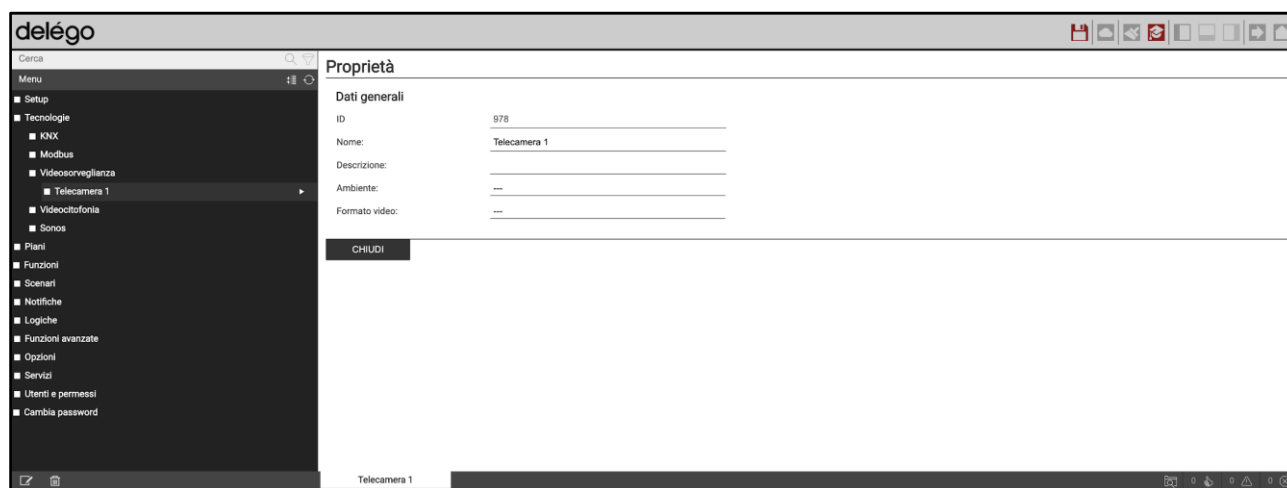 delégo
Cerca
Menu
Setup
Tecnologie
KNX
Modbus
Videosorveglianza
Telecamera 1
Videocitofonia
Sonos
Piani
Funzioni
Scenari
Notifiche
Logiche
Funzioni avanzate
Opzioni
Servizi
Utenti e permessi
Cambia password
Proprietà
Dati generali
ID 978
Nome: Telecamera 1
Descrizione:
Ambiente: ---
Formato video: ---
CHIUDI
Telecamera 1
0 0 0